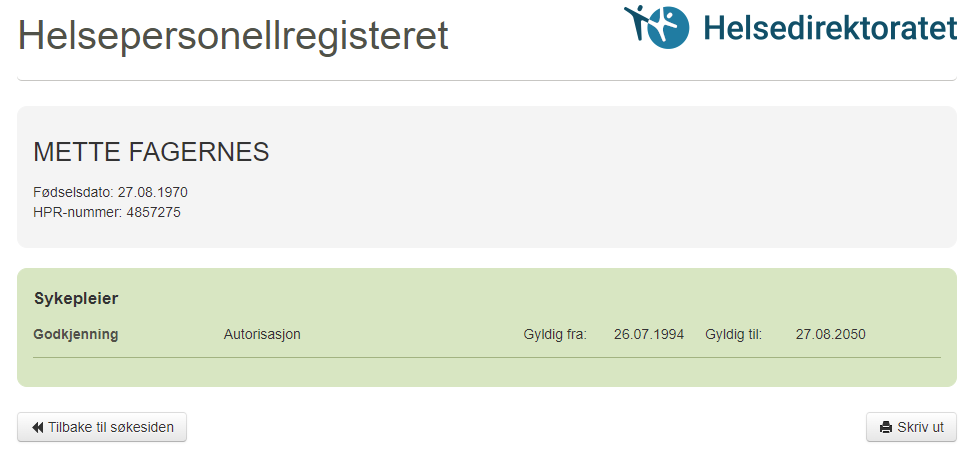 Helsepersonellregisteret
Helsedirektoratet
METTE FAGERNES
Fødselsdato: 27.08.1970
HPR-nummer: 4857275
Sykepleier
Godkjenning Autorisasjon Gyldig fra: 26.07.1994 Gyldig til: 27.08.2050
Tilbake til søkesiden
Skriv ut